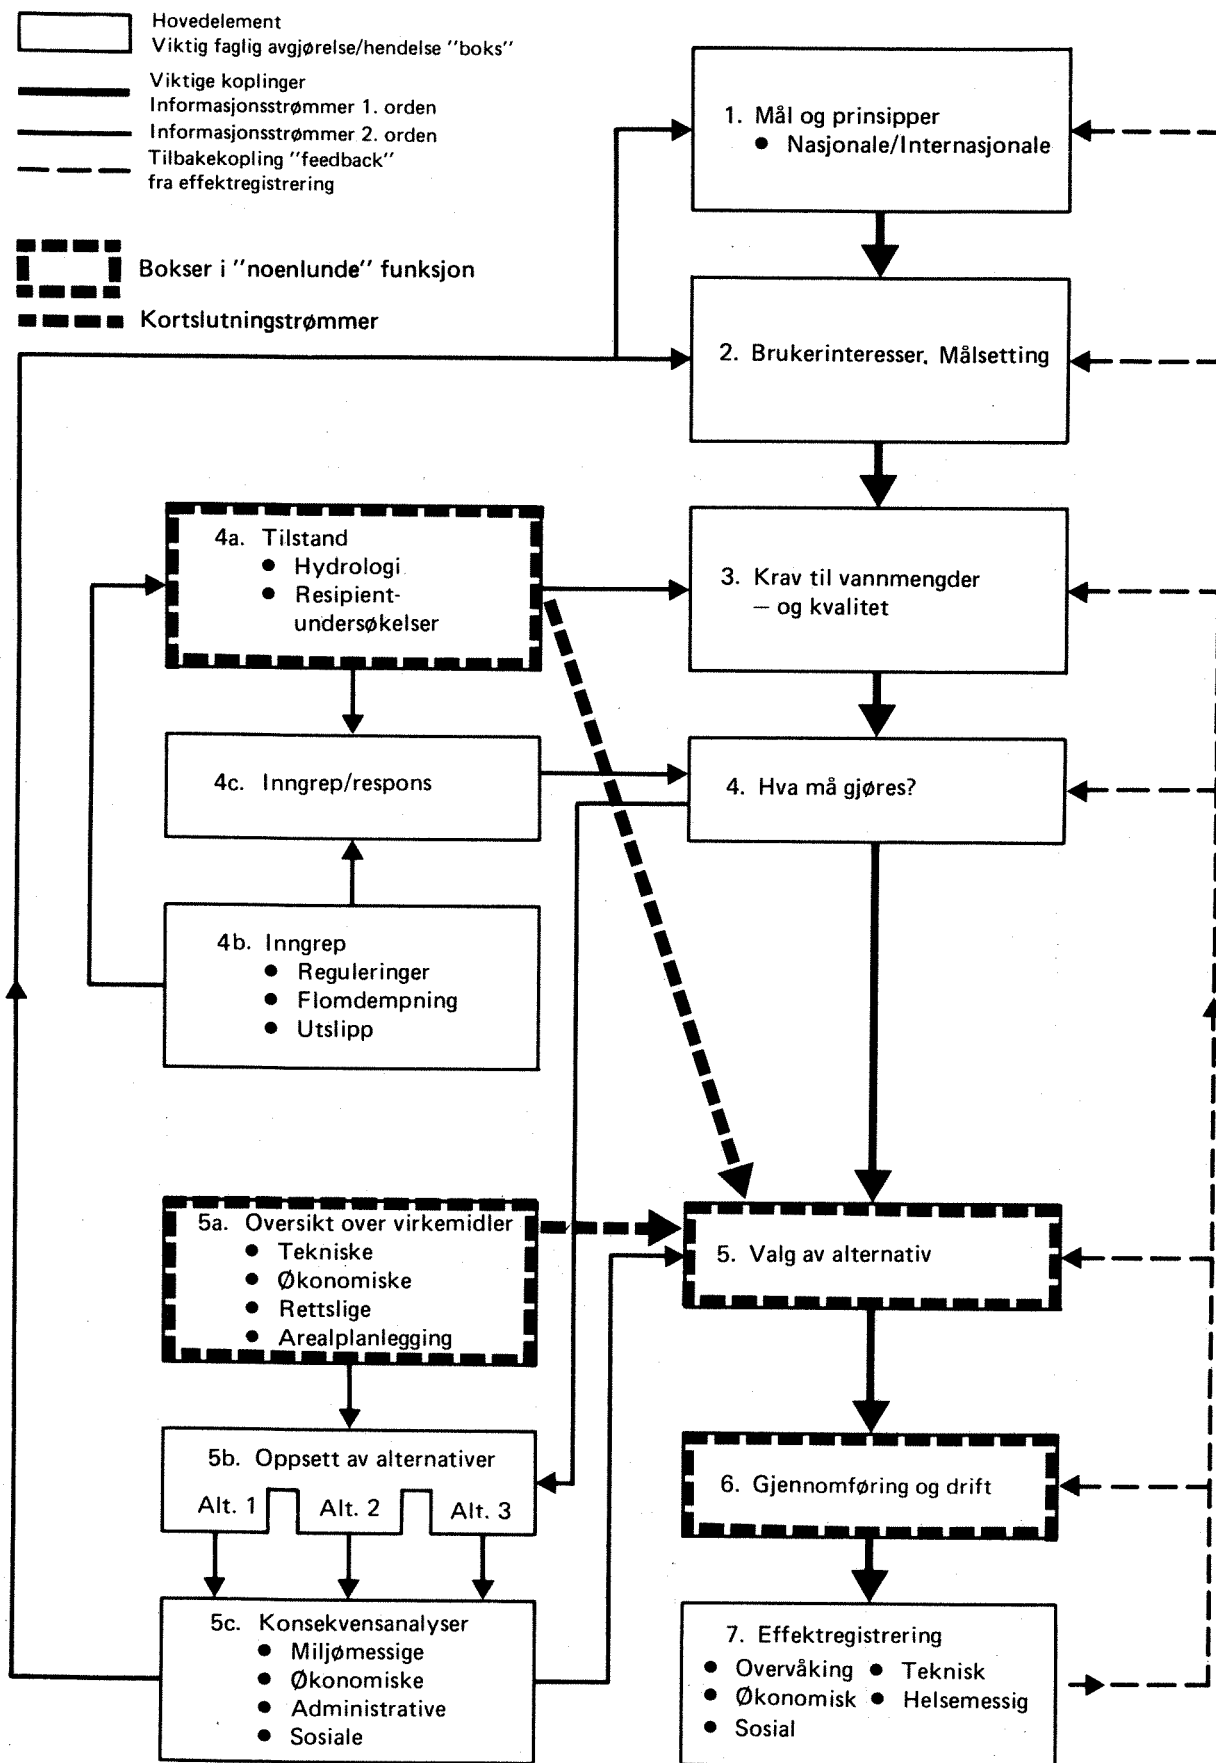 Hovedelement
Viktig faglig avgjørelse/hendelse "boks"
Viktige koplinger
Informasjonsstrømmer 1. orden
Informasjonsstrømmer 2. orden
Tilbakekopling "feedback"
fra effektregistrering
Bokser i "noenlunde" funksjon
Kortslutningstrømmer
1. Mål og prinsipper
● Nasjonale/Internasjonale
2. Brukerinteresser. Målsetting
4a. Tilstand
● Hydrologi
● Resipient-
undersøkelser
3. Krav til vannmengder
– og kvalitet
4c. Inngrep/respons
4. Hva må gjøres?
4b. Inngrep
● Reguleringer
● Flomdempning
● Utslipp
5a. Oversikt over virkemidler
● Tekniske
● Økonomiske
● Rettslige
● Arealplanlegging
5. Valg av alternativ
5b. Oppsett av alternativer
Alt. 1 Alt. 2 Alt. 3
6. Gjennomføring og drift
5c. Konsekvensanalyser
● Miljømessige
● Økonomiske
● Administrative
● Sosiale
7. Effektregistrering
● Overvåking ● Teknisk
● Økonomisk ● Helsemessig
● Sosial